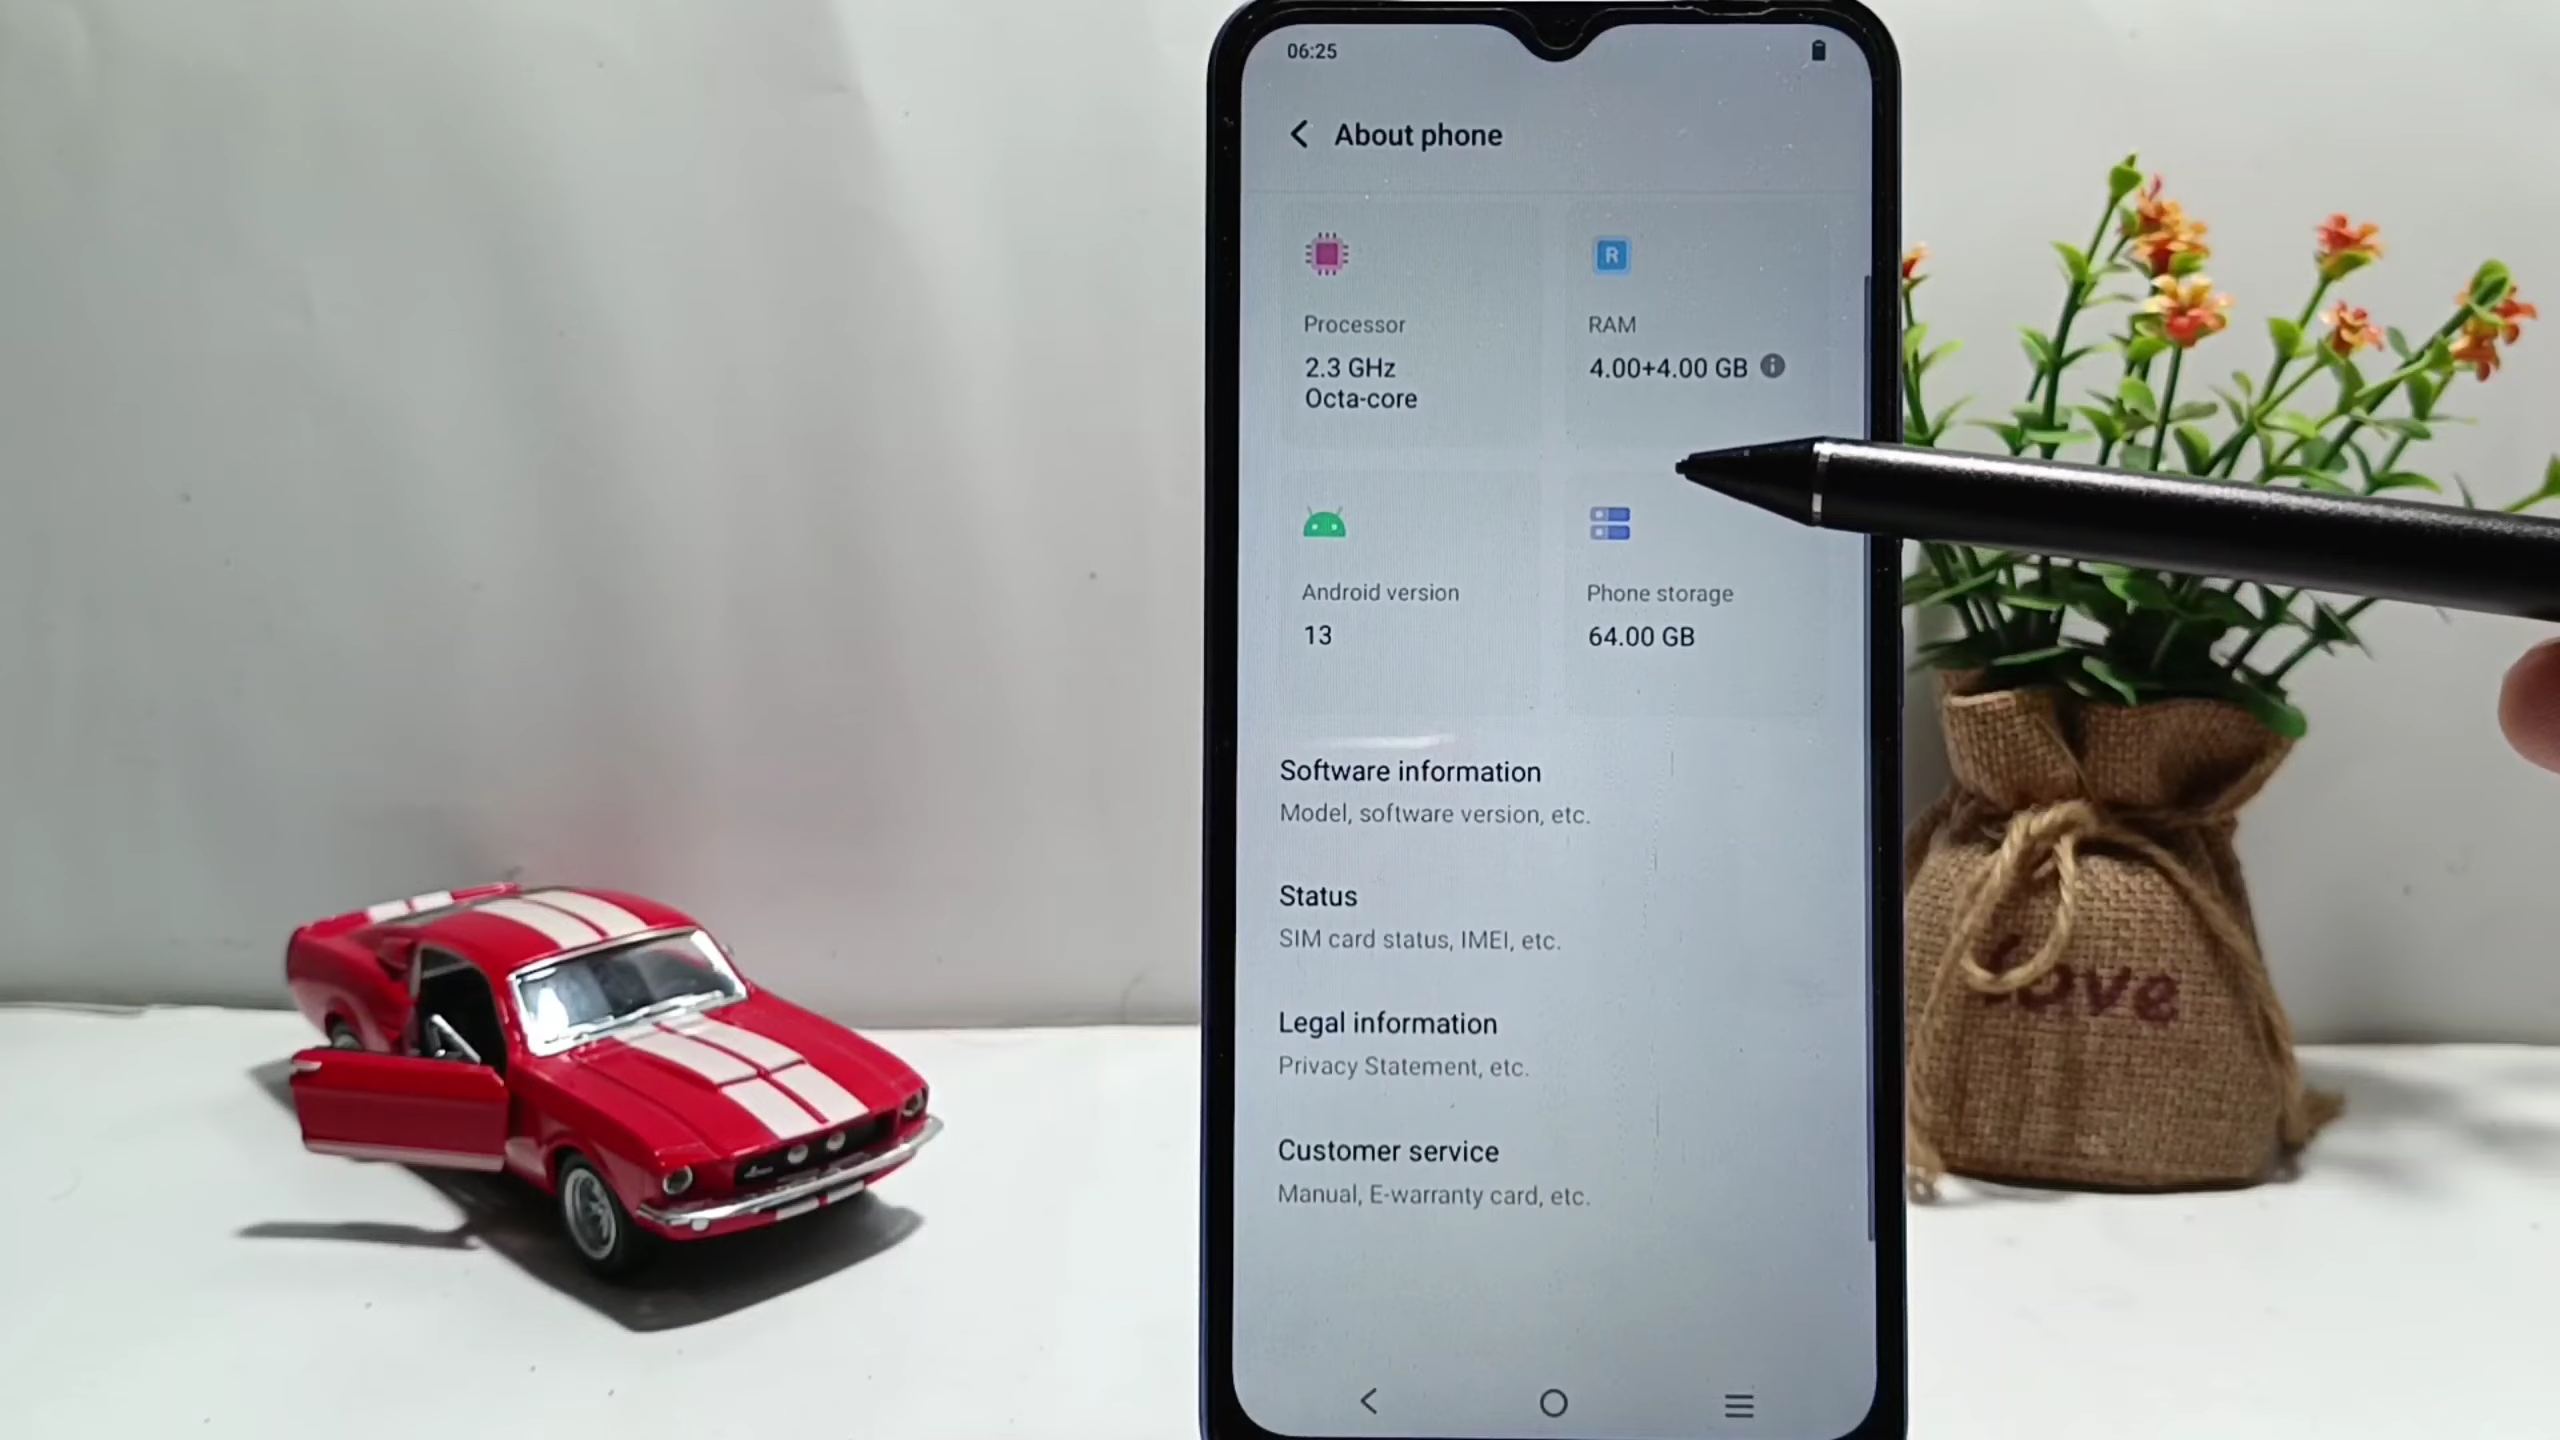 06:25
About phone
R
Processor
RAM
2.3 GHz
Octa-core
4.00+4.00 GB
Android version
Phone storage
13
64.00 GB
Software information
Model, software version, etc.
Status
SIM card status, IMEI, etc.
Legal information
Privacy Statement, etc.
Customer service
Manual, E-warranty card, etc.
Love